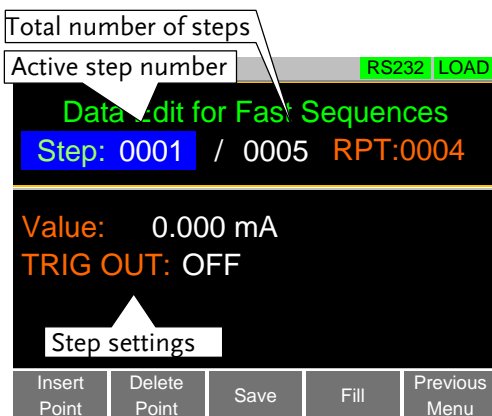 Total number of steps
Active step number
RS232 LOAD
Data Edit for Fast Sequences
Step: 0001 / 0005 RPT:0004
Value: 0.000 mA
TRIG OUT: OFF
Step settings
Insert Point
Delete Point
Save
Fill
Previous Menu